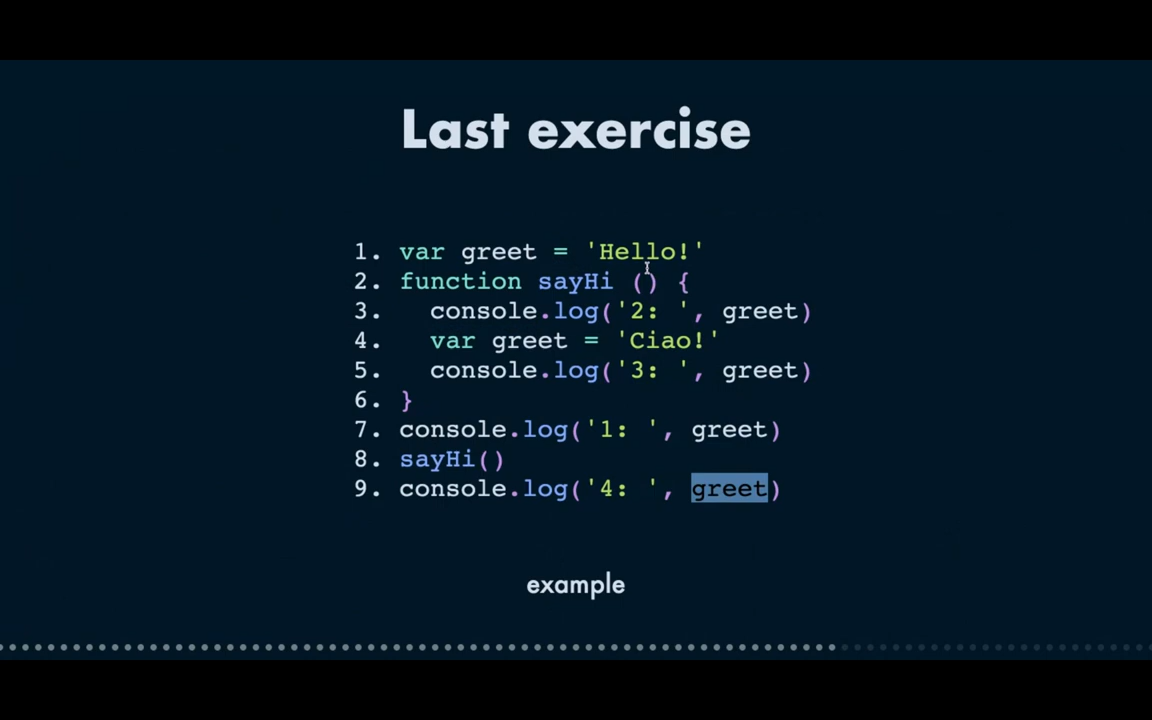 Last exercise
1. var greet = 'Hello!'
2. function sayHi () {
3. console.log('2: ', greet)
4. var greet = 'Ciao!'
5. console.log('3: ', greet)
6. }
7. console.log('1: ', greet)
8. sayHi()
9. console.log('4: ', greet)
example